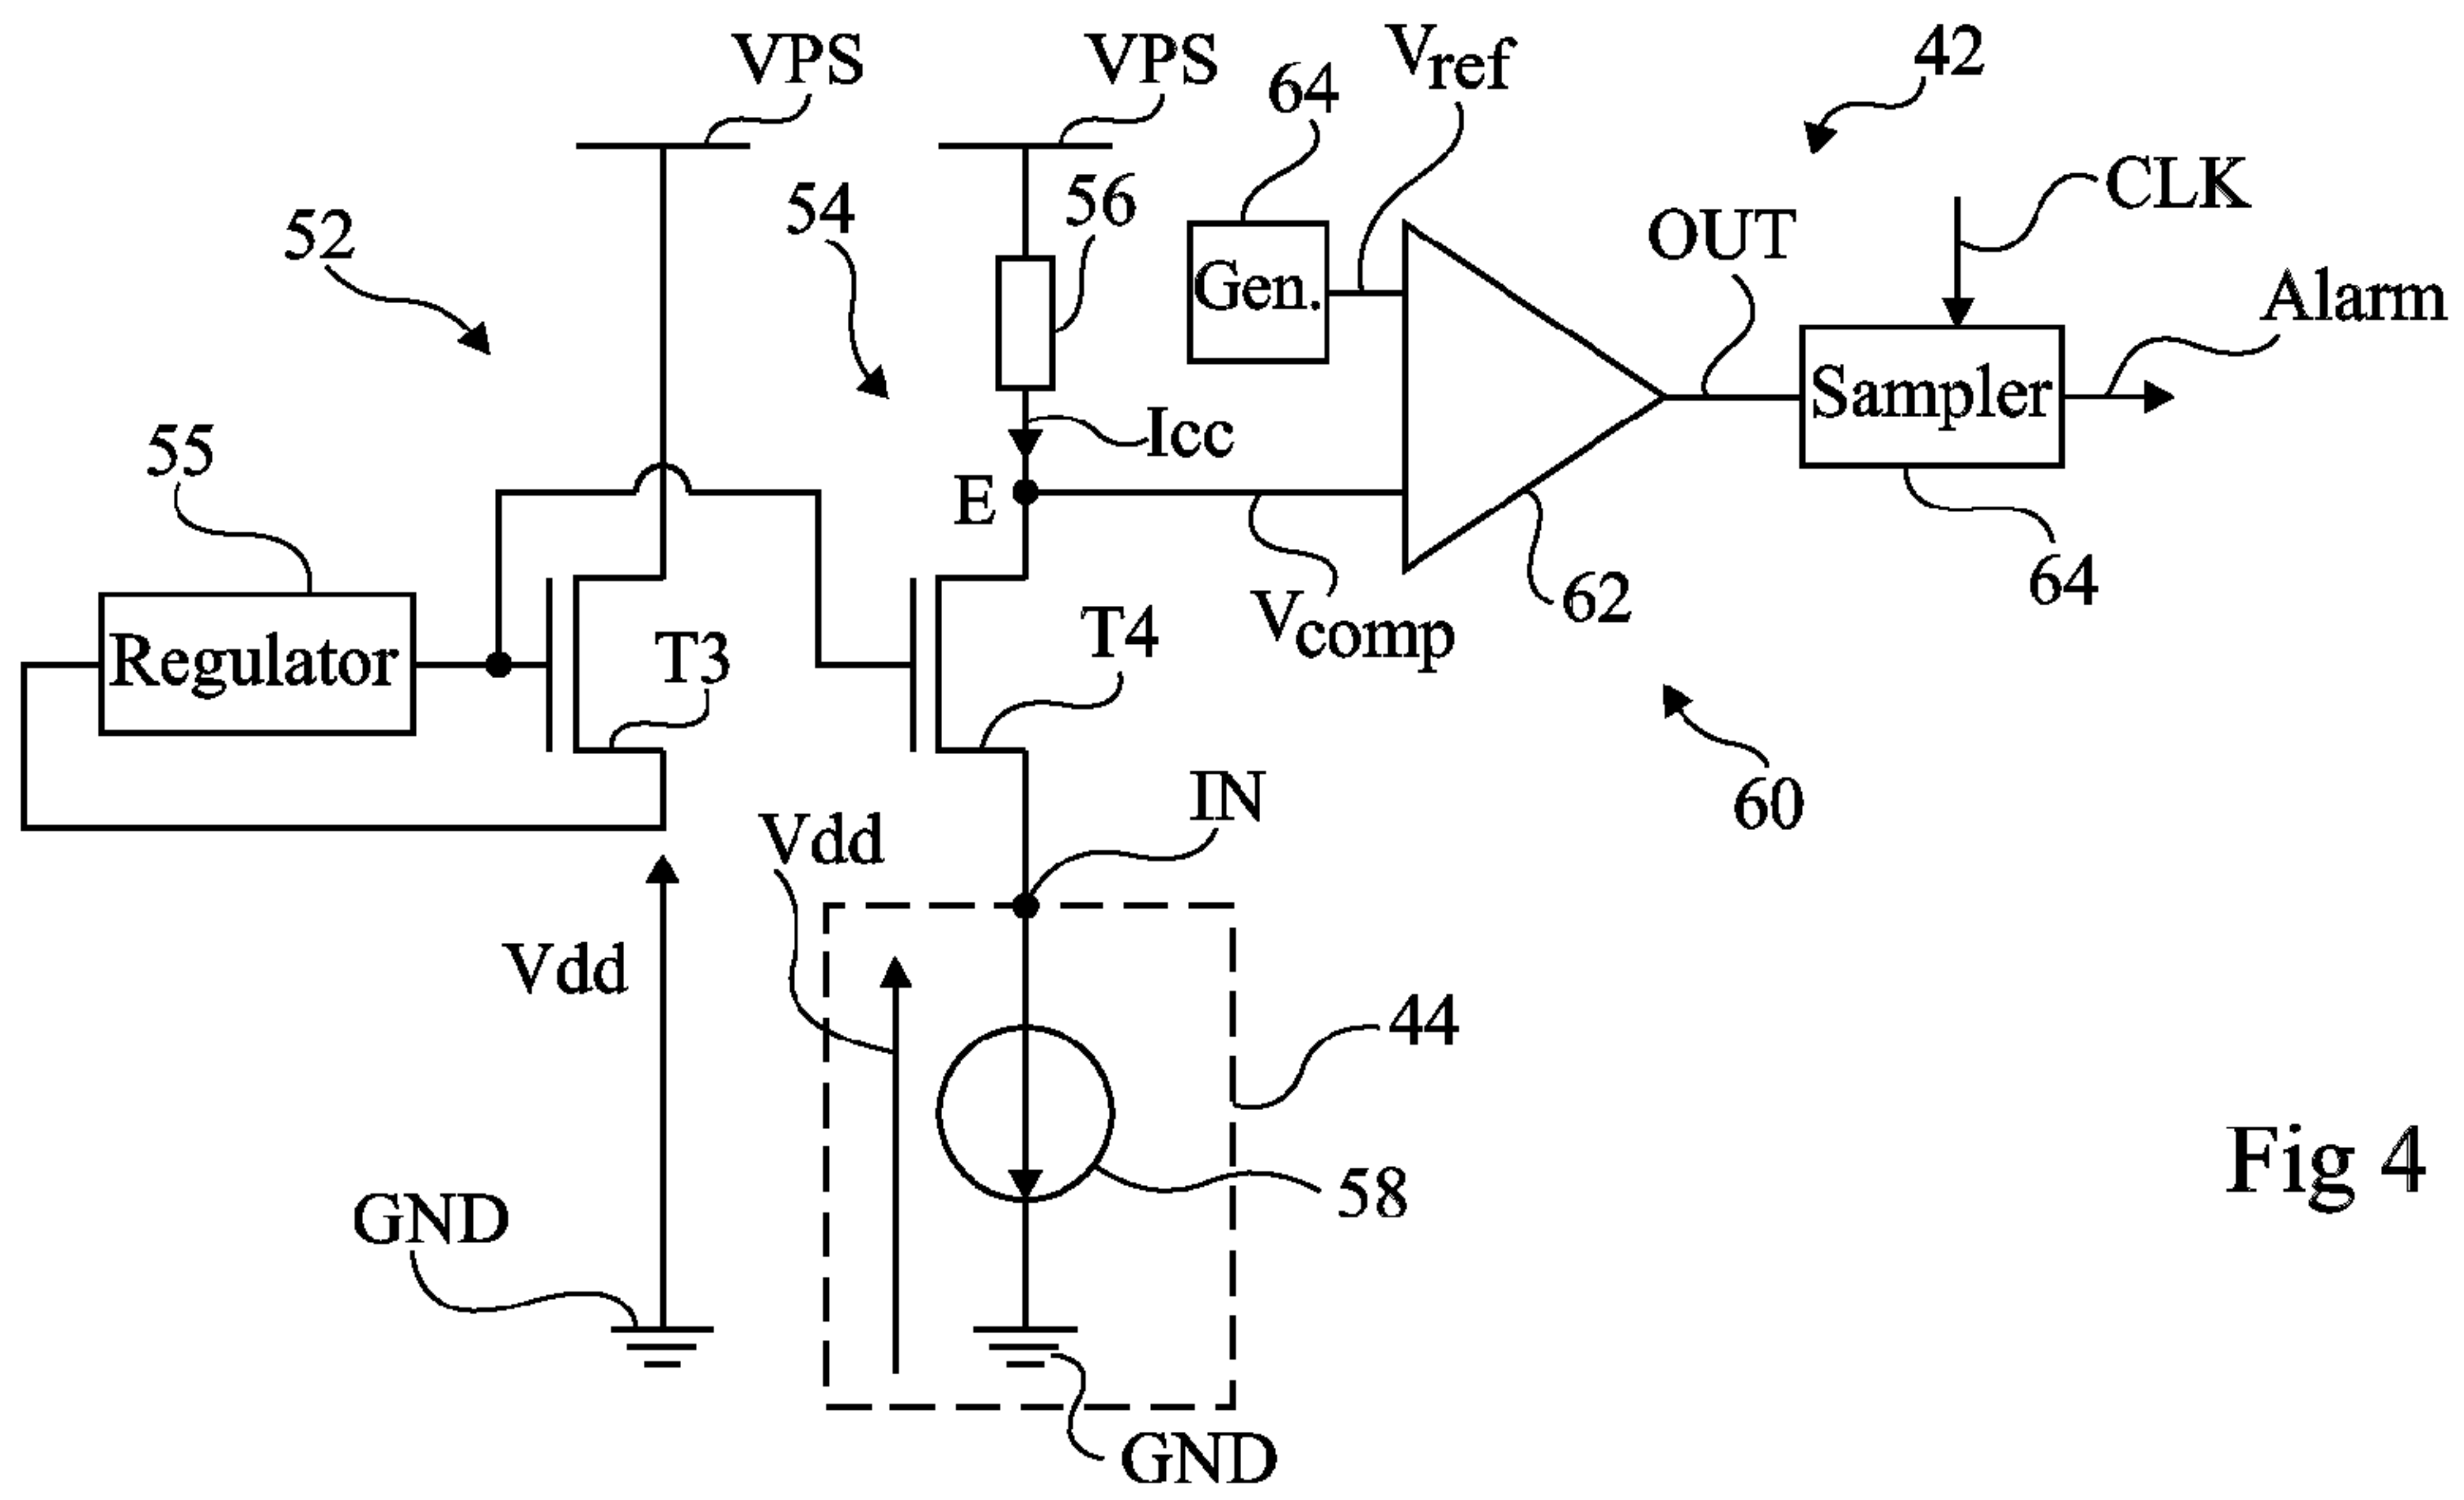 VPS
VPS
Vref
64
42
CLK
56
54
52
OUT
Gen.
Alarm
Sampler
Icc
55
E
64
62
T4
Vcomp
Regulator
T3
IN
60
Vdd
Vdd
44
58
GND
Fig 4
GND